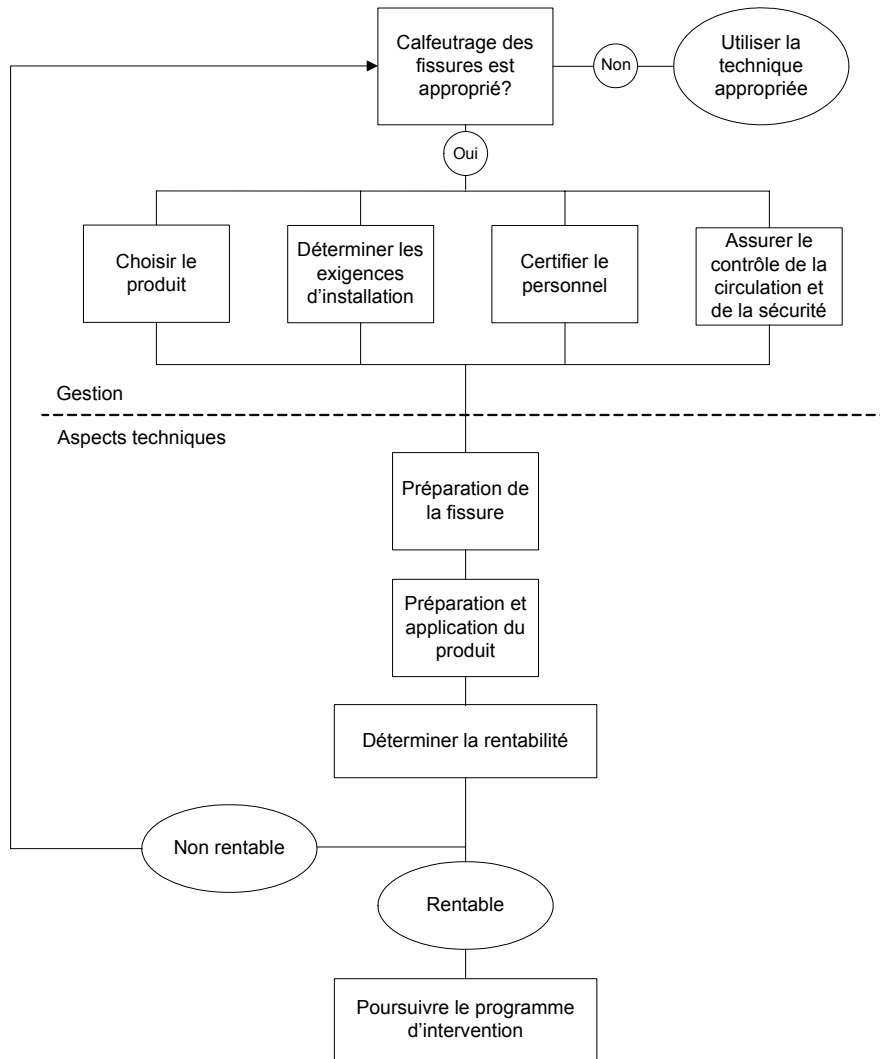 Calfeutrage des
fissures est
approprié?
Non
Utiliser la
technique
appropriée
Oui
Choisir le
produit
Déterminer les
exigences
d’installation
Certifier le
personnel
Assurer le
contrôle de la
circulation et
de la sécurité
Gestion
Aspects techniques
Préparation de
la fissure
Préparation et
application du
produit
Déterminer la rentabilité
Non rentable
Rentable
Poursuivre le programme
d’intervention